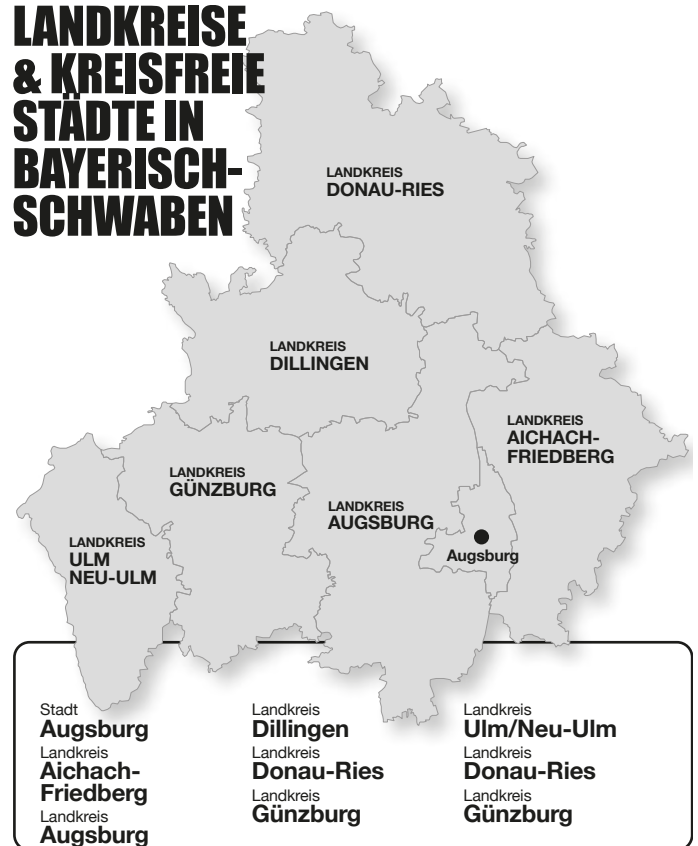 LANDKREISE
& KREISFREIE
STÄDTE IN
BAYERISCH-
SCHWABEN
LANDKREIS
DONAU-RIES
LANDKREIS
DILLINGEN
LANDKREIS
AICHACH-
FRIEDBERG
LANDKREIS
GÜNZBURG
LANDKREIS
AUGSBURG
Augsburg
LANDKREIS
ULM
NEU-ULM
Stadt
Augsburg
Landkreis
Aichach-
Friedberg
Landkreis
Augsburg
Landkreis
Dillingen
Landkreis
Donau-Ries
Landkreis
Günzburg
Landkreis
Ulm/Neu-Ulm
Landkreis
Donau-Ries
Landkreis
Günzburg